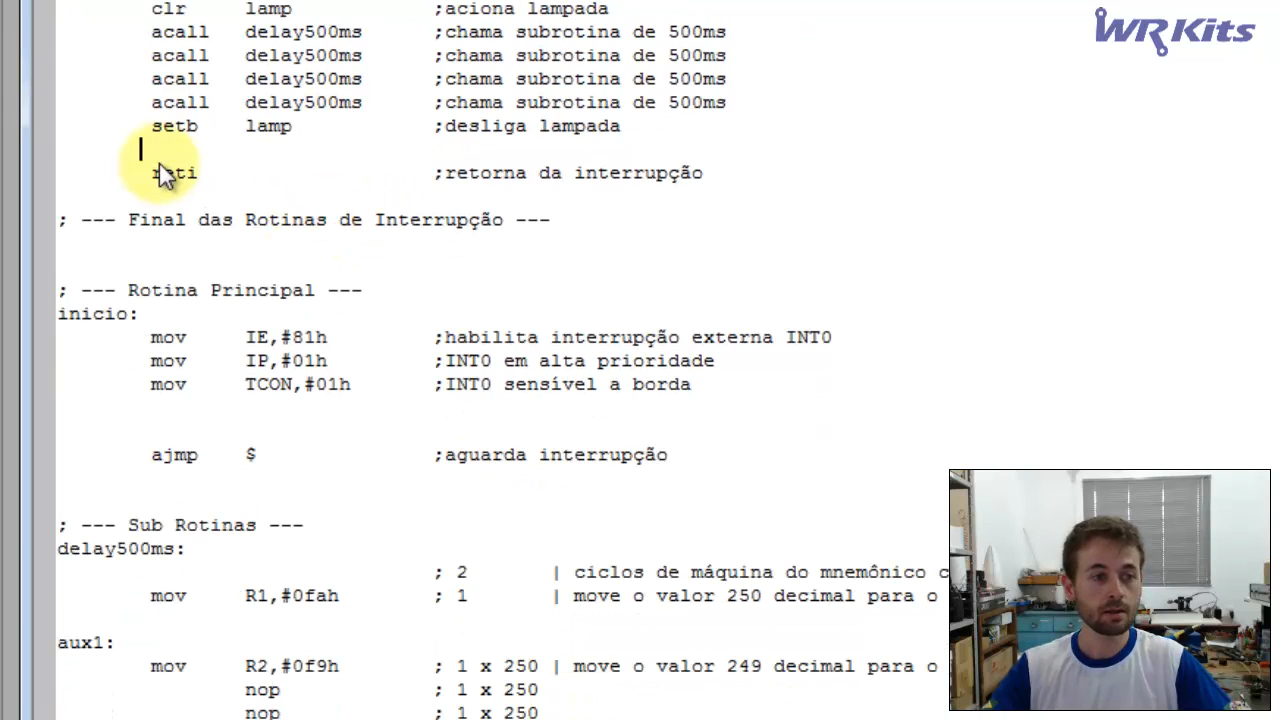 WR Kits
clr lamp ;aciona lampada
acall delay500ms ;chama subrotina de 500ms
acall delay500ms ;chama subrotina de 500ms
acall delay500ms ;chama subrotina de 500ms
acall delay500ms ;chama subrotina de 500ms
setb lamp ;desliga lampada
reti ;retorna da interrupção
; --- Final das Rotinas de Interrupção ---
; --- Rotina Principal ---
inicio:
mov IE,#81h ;habilita interrupção externa INT0
mov IP,#01h ;INT0 em alta prioridade
mov TCON,#01h ;INT0 sensível a borda
ajmp $ ;aguarda interrupção
; --- Sub Rotinas ---
delay500ms:
; 2 | ciclos de máquina do mnemônico
mov R1,#0fah ; 1 | move o valor 250 decimal para o
aux1:
mov R2,#0f9h ; 1 x 250 | move o valor 249 decimal para o
nop ; 1 x 250
nop ; 1 x 250